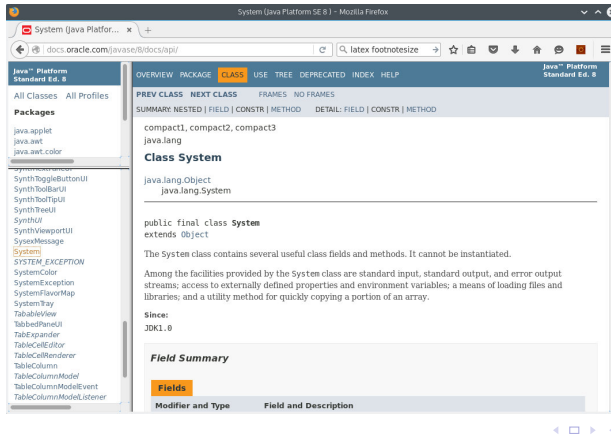 System (Java Platform SE 8 ) - Mozilla Firefox
System (Java Platfor... × +
docs.oracle.com/javase/8/docs/api/
latex footnotesize
Java™ Platform
Standard Ed. 8
All Classes All Profiles
Packages
java.applet
java.awt
java.awt.color
SynthToggleButtonUI
SynthToolBarUI
SynthToolTipUI
SynthTreeUI
SynthUI
SynthViewportUI
SysexMessage
System
SYSTEM_EXCEPTION
SystemColor
SystemException
SystemFlavorMap
SystemTray
TabableView
TabbedPaneUI
TabExpander
TableCellEditor
TableCellRenderer
TableColumn
TableColumnModel
TableColumnModelEvent
TableColumnModelListener
OVERVIEW PACKAGE CLASS USE TREE DEPRECATED INDEX HELP
Java™ Platform
Standard Ed. 8
PREV CLASS NEXT CLASS FRAMES NO FRAMES
SUMMARY: NESTED | FIELD | CONSTR | METHOD DETAIL: FIELD | CONSTR | METHOD
compact1, compact2, compact3
java.lang
Class System
java.lang.Object
java.lang.System
public final class System
extends Object
The System class contains several useful class fields and methods. It cannot be instantiated.
Among the facilities provided by the System class are standard input, standard output, and error output
streams; access to externally defined properties and environment variables; a means of loading files and
libraries; and a utility method for quickly copying a portion of an array.
Since:
JDK1.0
Field Summary
Fields
Modifier and Type Field and Description